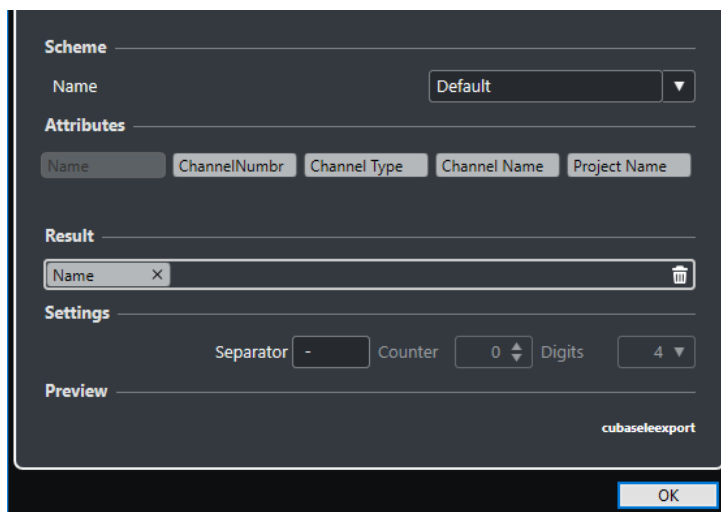 Scheme
Name Default
Attributes
Name ChannelNumbr Channel Type Channel Name Project Name
Result
Name
Settings
Separator - Counter 0 Digits 4
Preview
cubaseleexport
OK